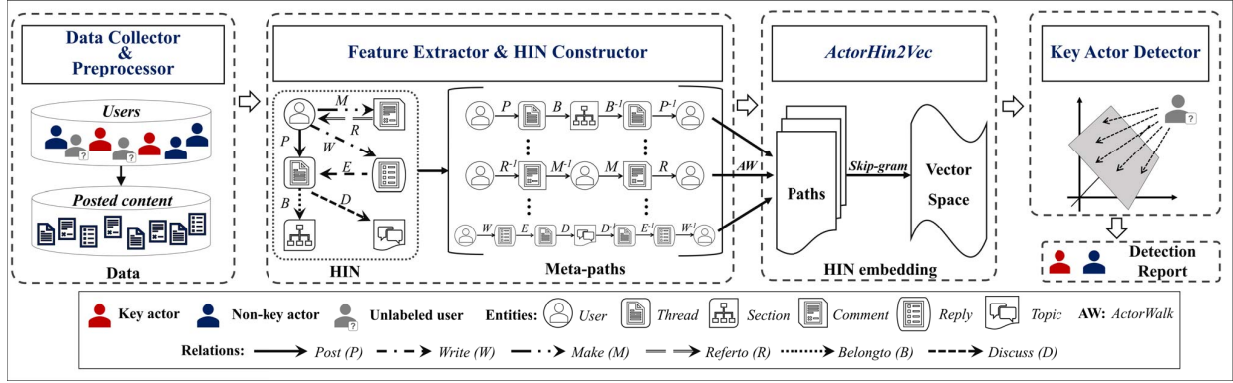 Data Collector
&
Preprocessor
Users
?
?
?
Posted content
Data
Feature Extractor & HIN Constructor
M
R
P
W
E
B
D
HIN
P B B-1 P-1
R-1 M-1 M R
W E D D-1 E-1 W-1
Meta-paths
AW
ActorHin2Vec
Paths
Skip-gram
Vector
Space
HIN embedding
Key Actor Detector
?
Detection
Report
Key actor Non-key actor ? Unlabeled user Entities: User Thread Section Comment Reply Topic AW: ActorWalk
Relations: Post (P) Write (W) Make (M) Referto (R) Belongto (B) Discuss (D)